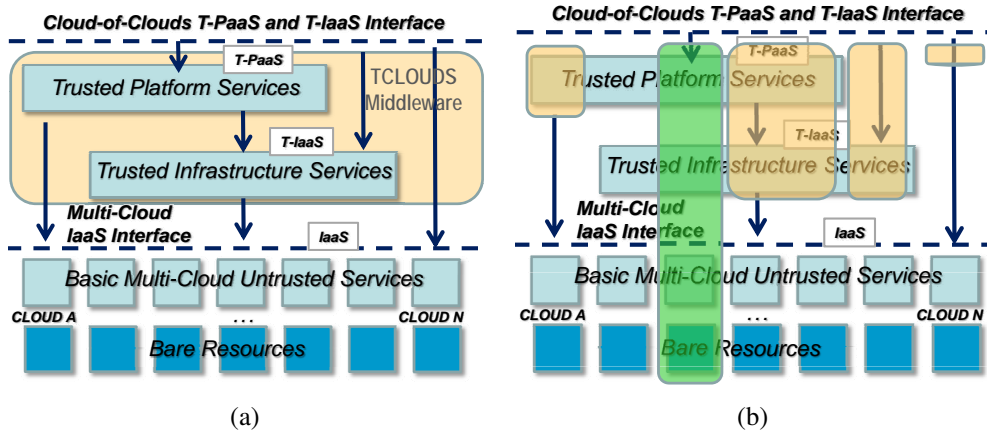 Cloud-of-Clouds T-PaaS and T-IaaS Interface
T-PaaS
Trusted Platform Services
TCLOUDS
Middleware
T-IaaS
Trusted Infrastructure Services
Multi-Cloud
IaaS Interface
IaaS
Basic Multi-Cloud Untrusted Services
CLOUD A
...
CLOUD N
Bare Resources
(a)
Cloud-of-Clouds T-PaaS and T-IaaS Interface
T-PaaS
Trusted Platform Services
T-IaaS
Trusted Infrastructure Services
Multi-Cloud
IaaS Interface
IaaS
Basic Multi-Cloud Untrusted Services
CLOUD A
...
CLOUD N
Bare Resources
(b)